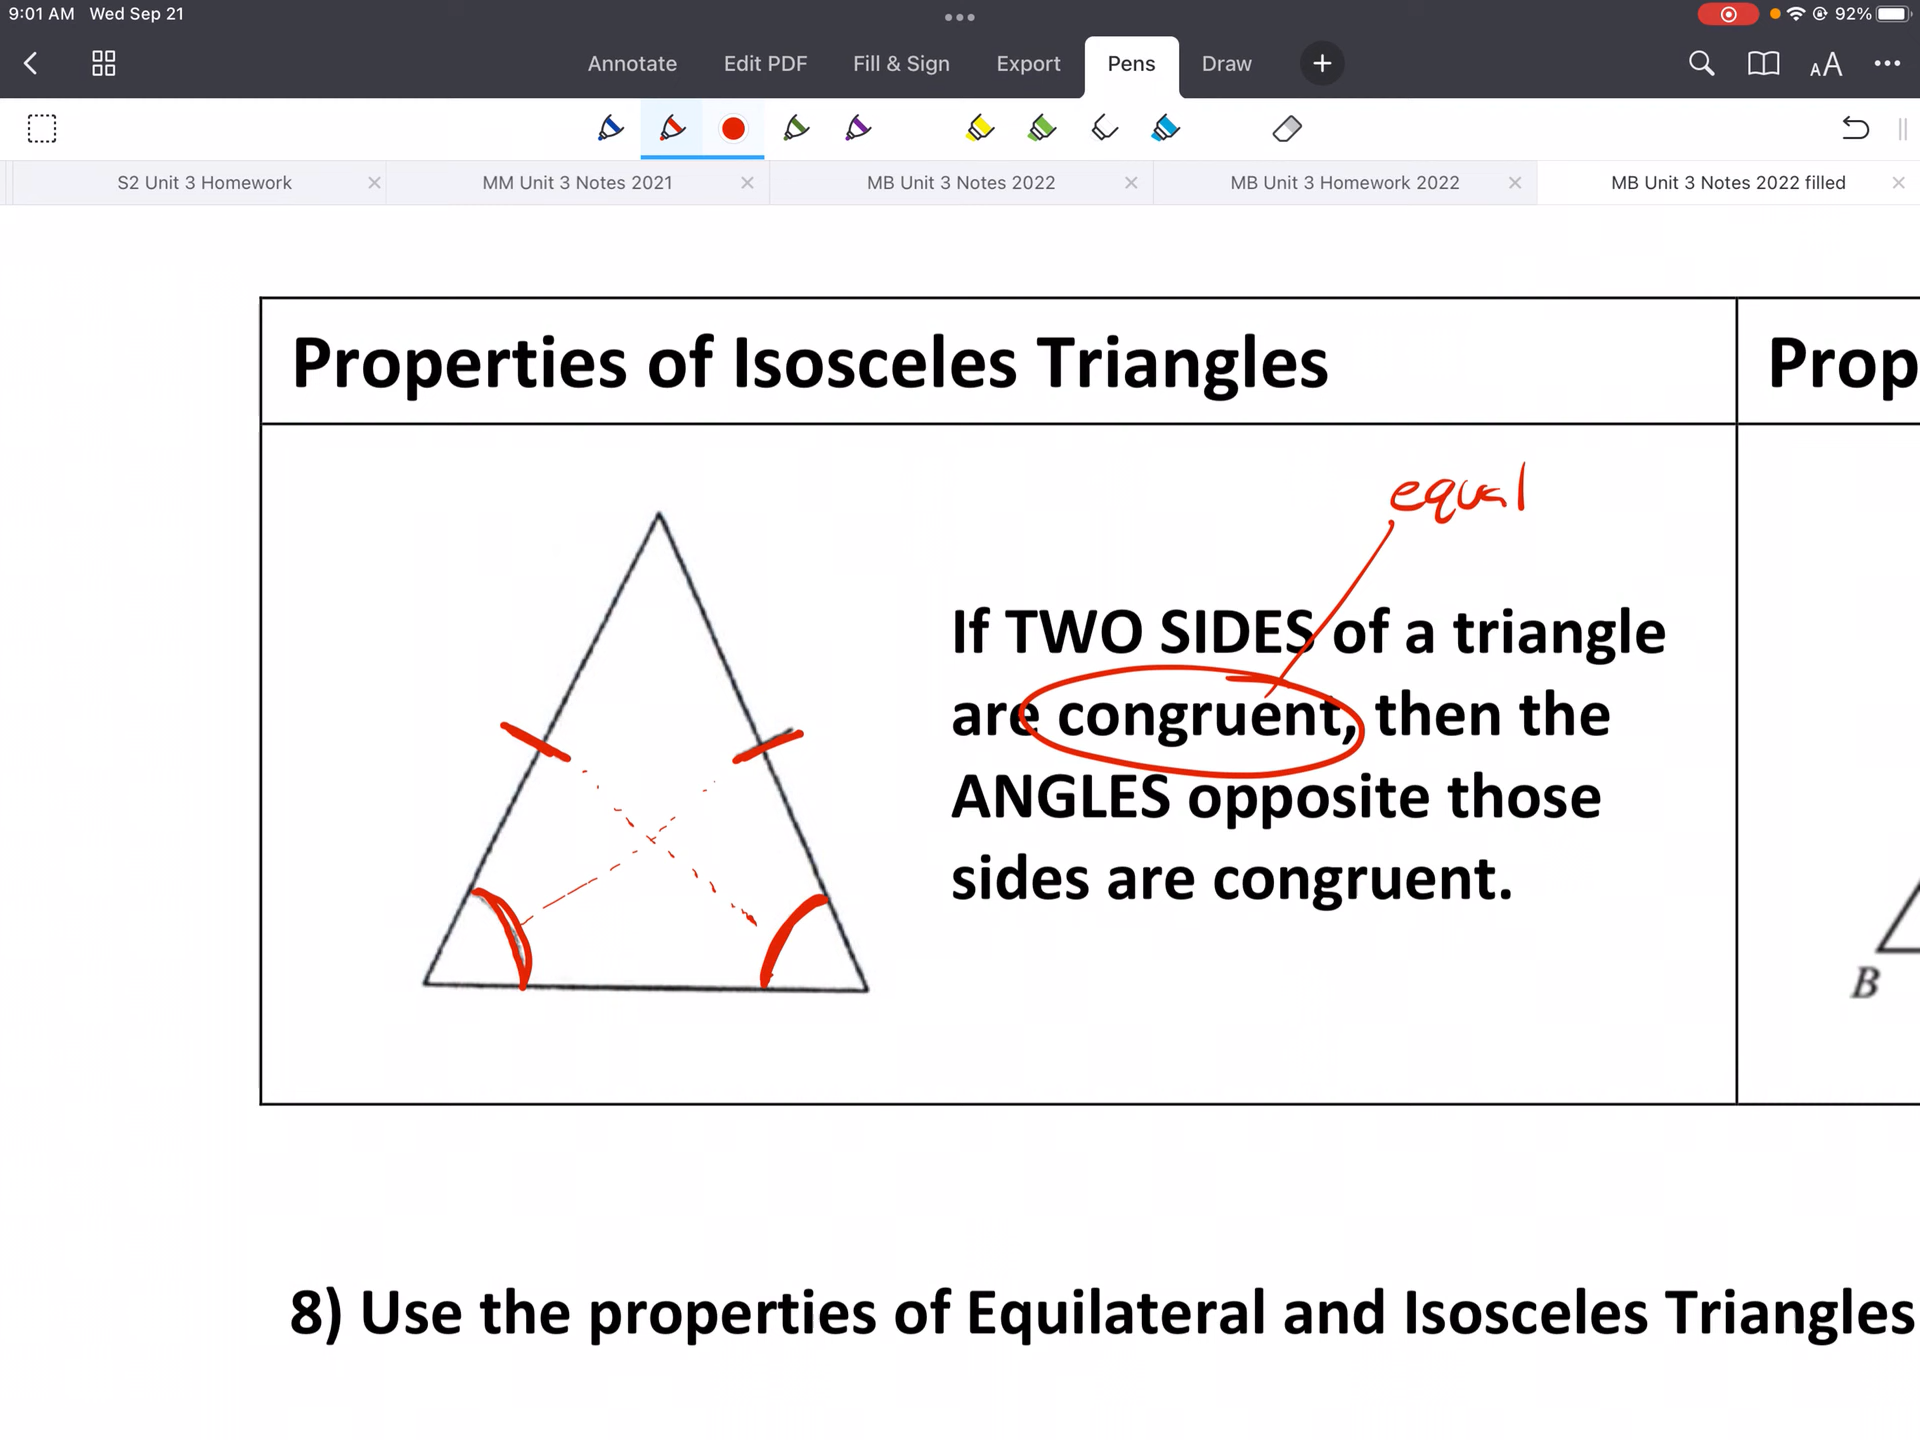 9:01 AM Wed Sep 21
92%
Annotate Edit PDF Fill & Sign Export Pens Draw
AA
S2 Unit 3 Homework MM Unit 3 Notes 2021 MB Unit 3 Notes 2022 MB Unit 3 Homework 2022 MB Unit 3 Notes 2022 filled
Properties of Isosceles Triangles
Prop
equal
If TWO SIDES of a triangle
are congruent, then the
ANGLES opposite those
sides are congruent.
B
8) Use the properties of Equilateral and Isosceles Triangles